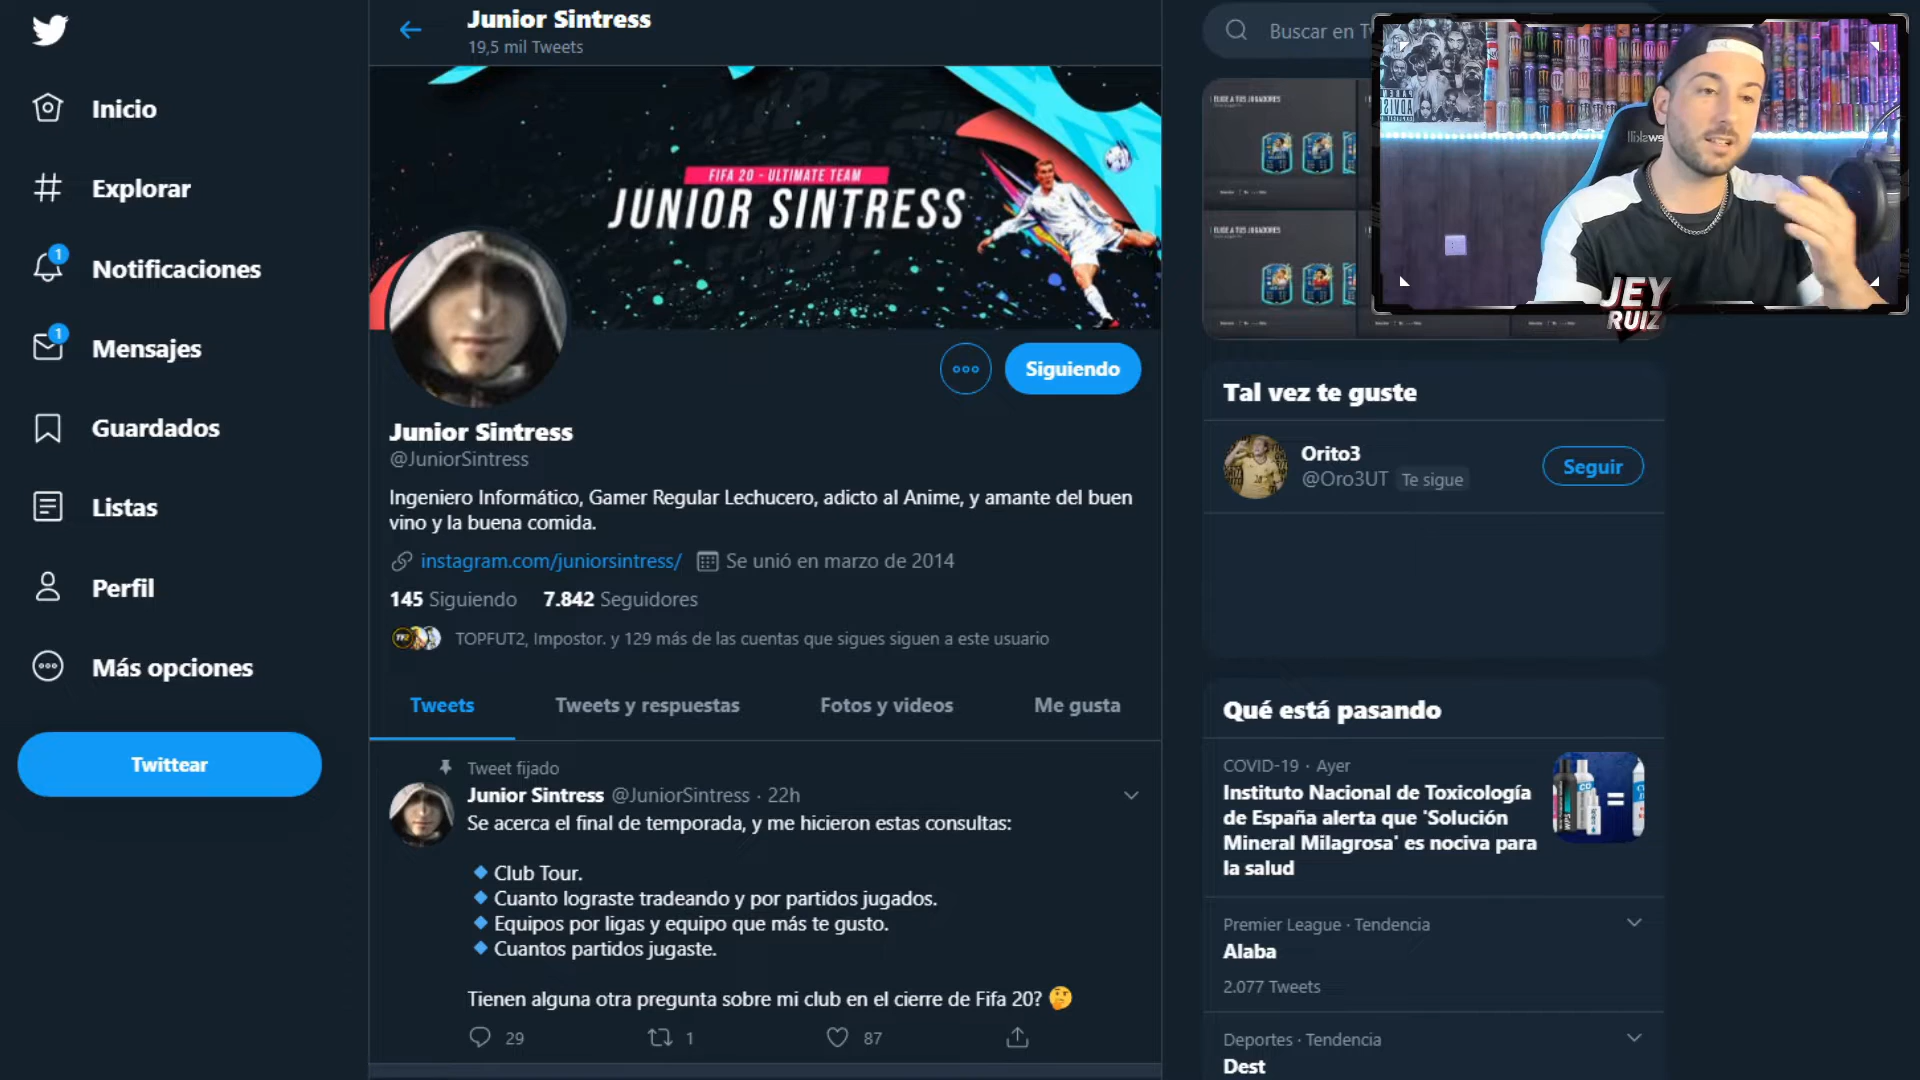 Inicio
Explorar
1
Notificaciones
1
Mensajes
Guardados
Listas
Perfil
Más opciones
Twittear
Junior Sintress
19,5 mil Tweets
FIFA 20 - ULTIMATE TEAM
JUNIOR SINTRESS
Siguiendo
Junior Sintress
@JuniorSintress
Ingeniero Informático, Gamer Regular Lechucero, adicto al Anime, y amante del buen
vino y la buena comida.
instagram.com/juniorsintress/ Se unió en marzo de 2014
145 Siguiendo 7.842 Seguidores
TOPFUT2, Impostor. y 129 más de las cuentas que sigues siguen a este usuario
Tweets Tweets y respuestas Fotos y videos Me gusta
Tweet fijado
Junior Sintress @JuniorSintress · 22h
Se acerca el final de temporada, y me hicieron estas consultas:
Club Tour.
Cuanto lograste tradeando y por partidos jugados.
Equipos por ligas y equipo que más te gusto.
Cuantos partidos jugaste.
Tienen alguna otra pregunta sobre mi club en el cierre de Fifa 20? 🤔
29 1 87
Buscar en
ELIGE A TUS JUGADORES
ELIGE A TUS JUGADORES
JEY
RUIZ
Tal vez te guste
Orito3
@Oro3UT Te sigue
Seguir
Qué está pasando
COVID-19 · Ayer
Instituto Nacional de Toxicología
de España alerta que 'Solución
Mineral Milagrosa' es nociva para
la salud
Premier League · Tendencia
Alaba
2.077 Tweets
Deportes · Tendencia
Dest